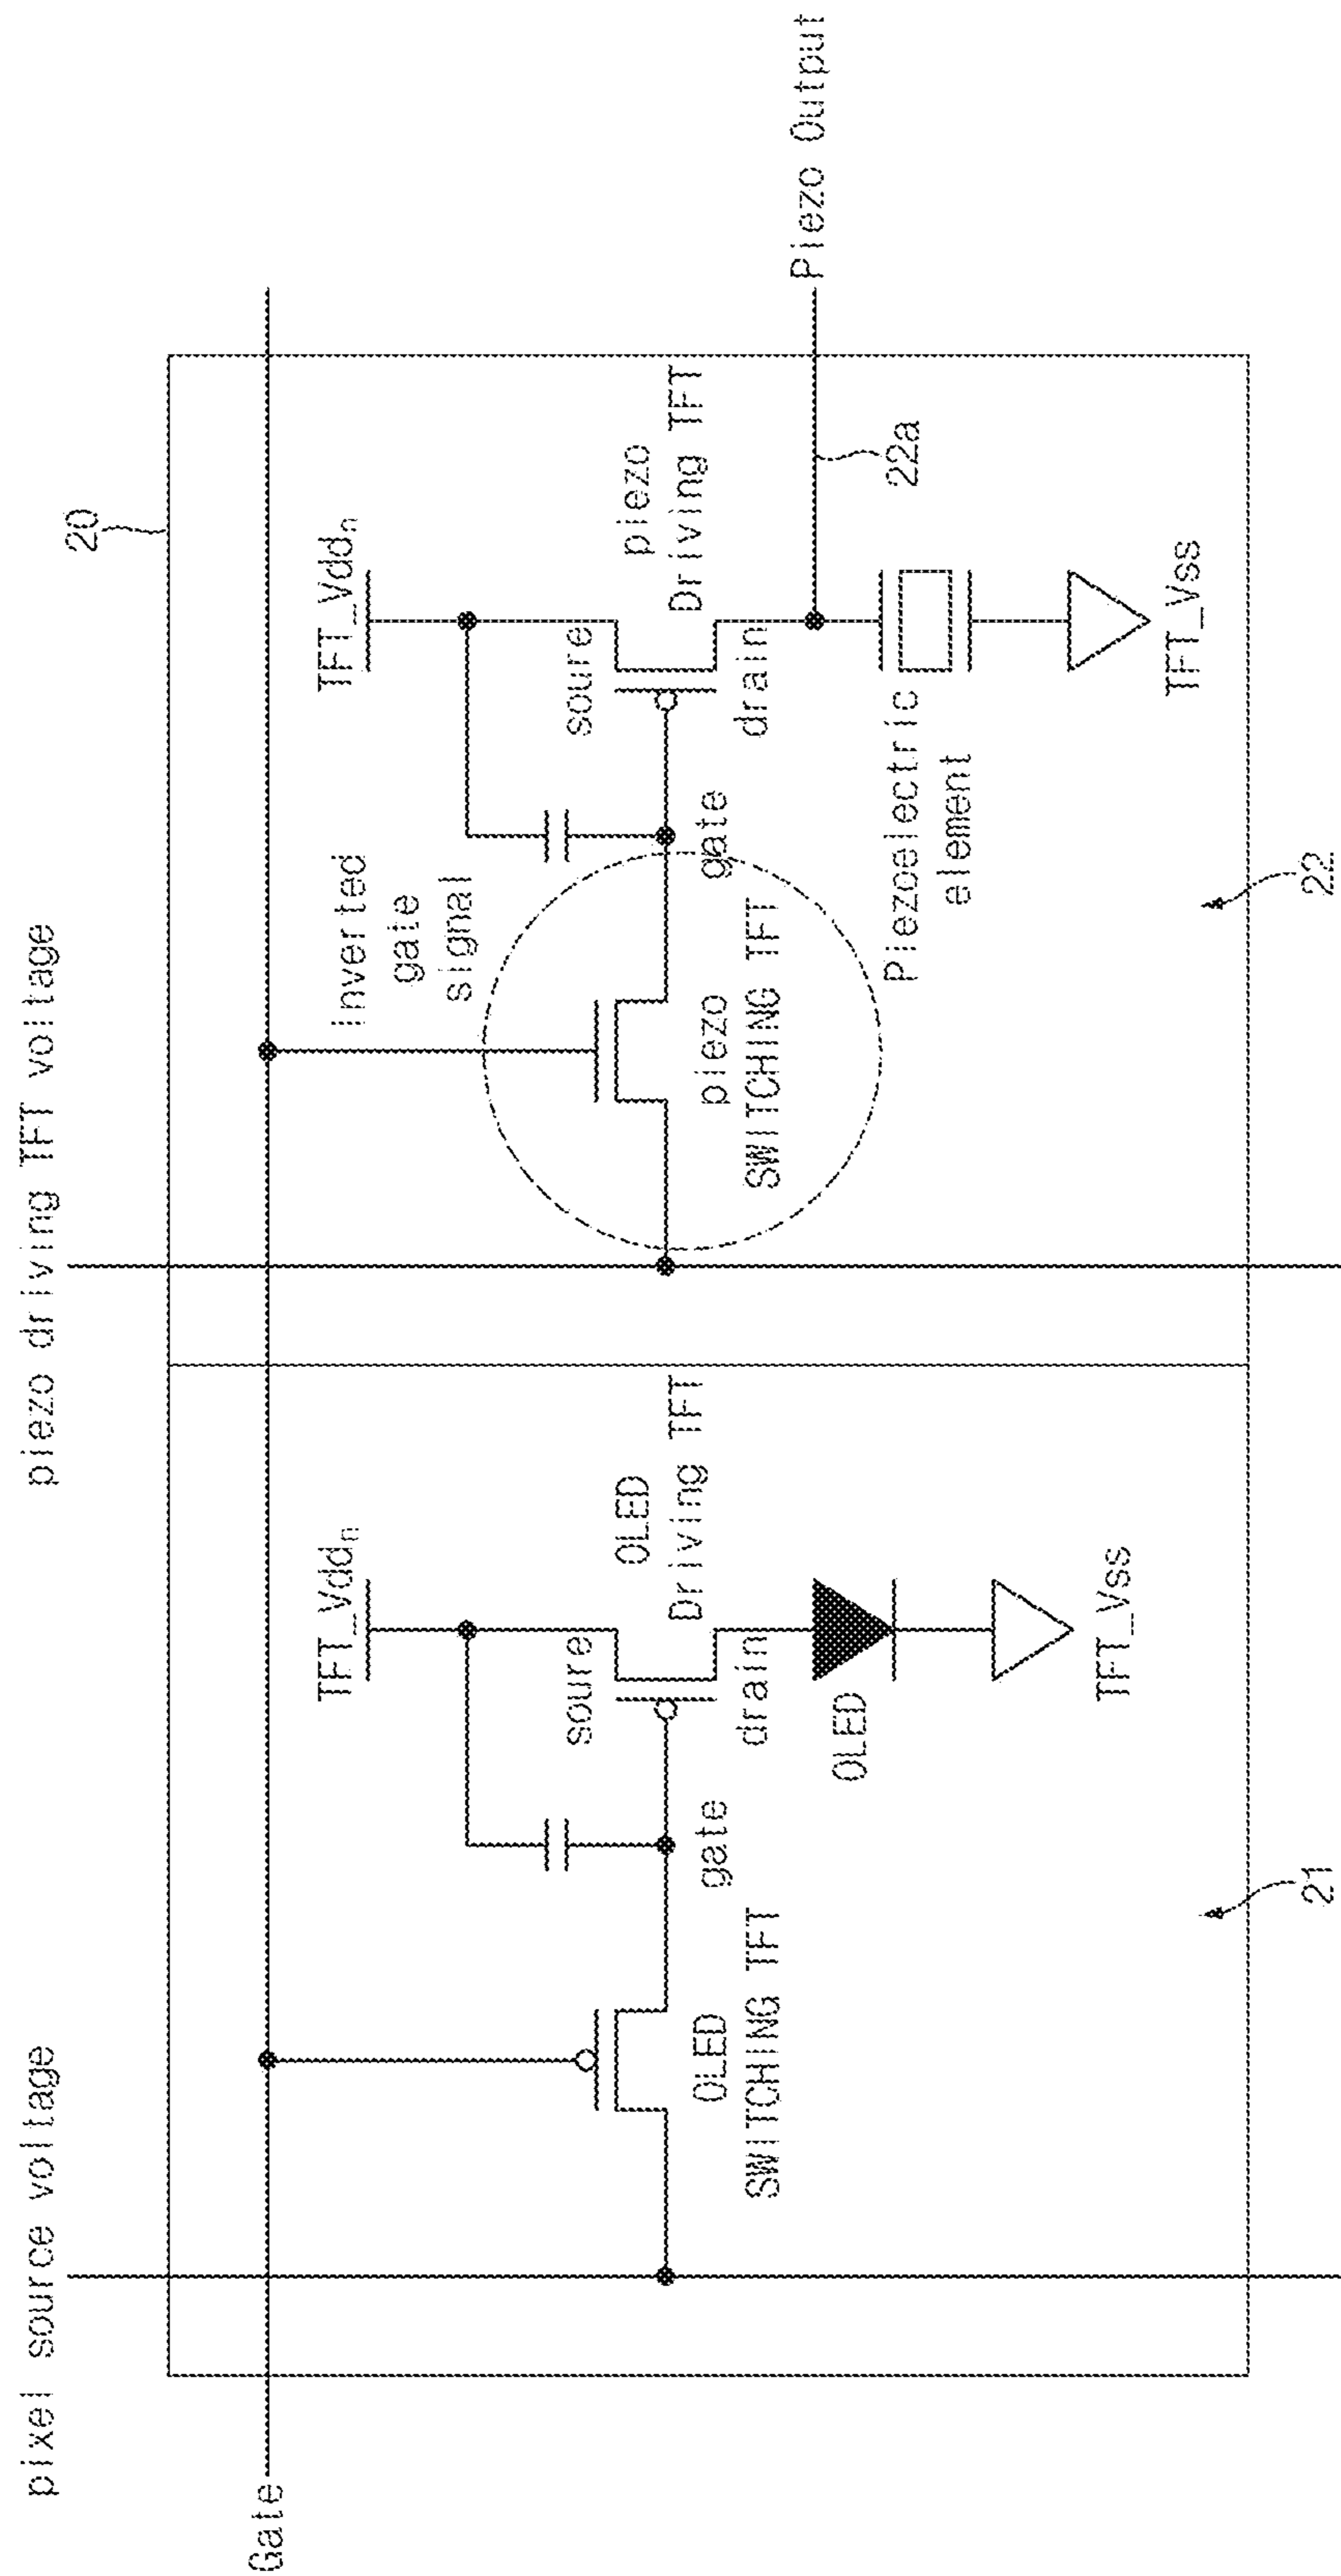 pixel source voltage
piezo driving TFT voltage
20
Gate
TFT_Vddn
TFT_Vddn
Inverted
gate
signal
soure
OLED
Driving TFT
soure
piezo
Driving TFT
gate
drain
gate
drain
OLED
SWITCHING TFT
piezo
SWITCHING TFT
Piezo Output
22a
OLED
Piezoelectric
element
TFT_Vss
TFT_Vss
21
22